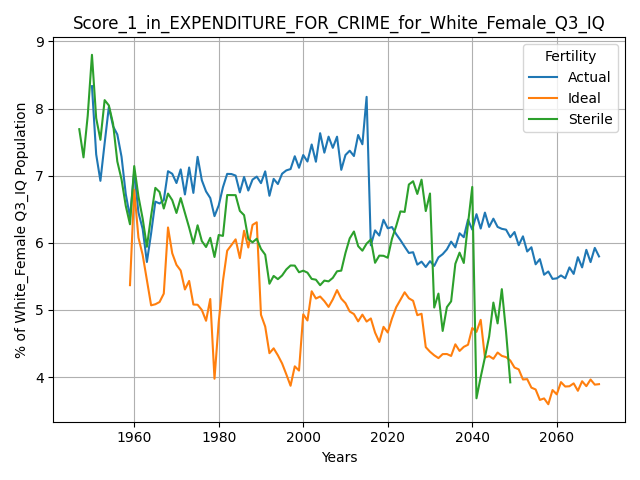 Score_1_in_EXPENDITURE_FOR_CRIME_for_White_Female_Q3_IQ
% of White_Female Q3_IQ Population
9
8
7
6
5
4
Fertility
Actual
Ideal
Sterile
1960 1980 2000 2020 2040 2060
Years